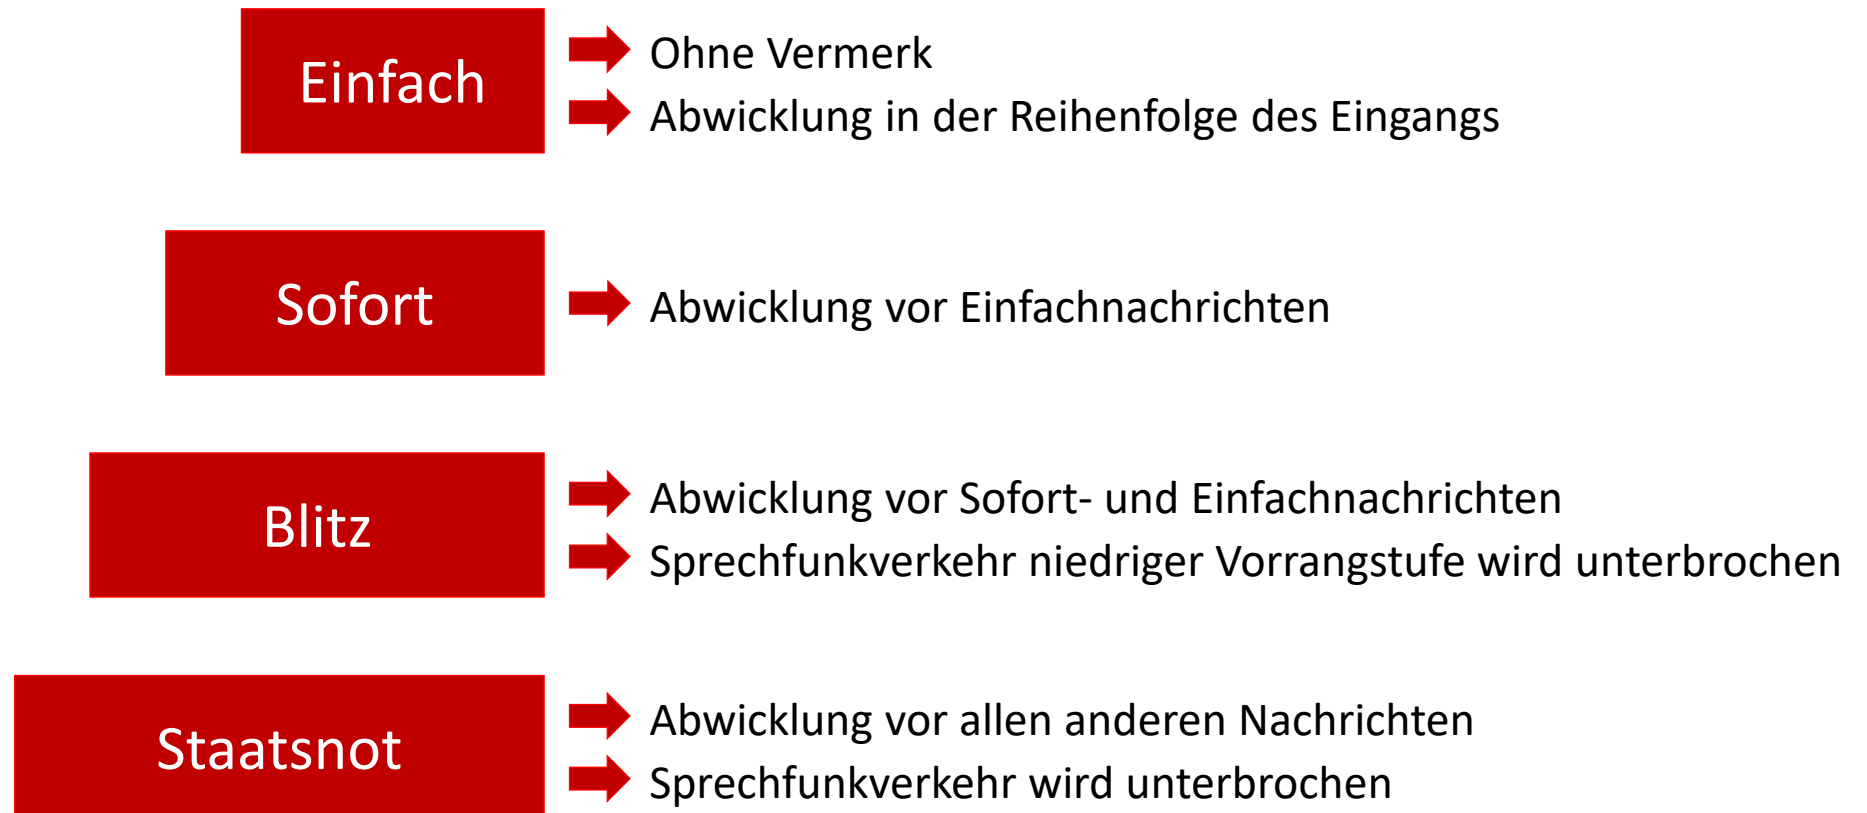 Einfach
Ohne Vermerk
Abwicklung in der Reihenfolge des Eingangs
Sofort
Abwicklung vor Einfachnachrichten
Blitz
Abwicklung vor Sofort- und Einfachnachrichten
Sprechfunkverkehr niedriger Vorrangstufe wird unterbrochen
Staatsnot
Abwicklung vor allen anderen Nachrichten
Sprechfunkverkehr wird unterbrochen